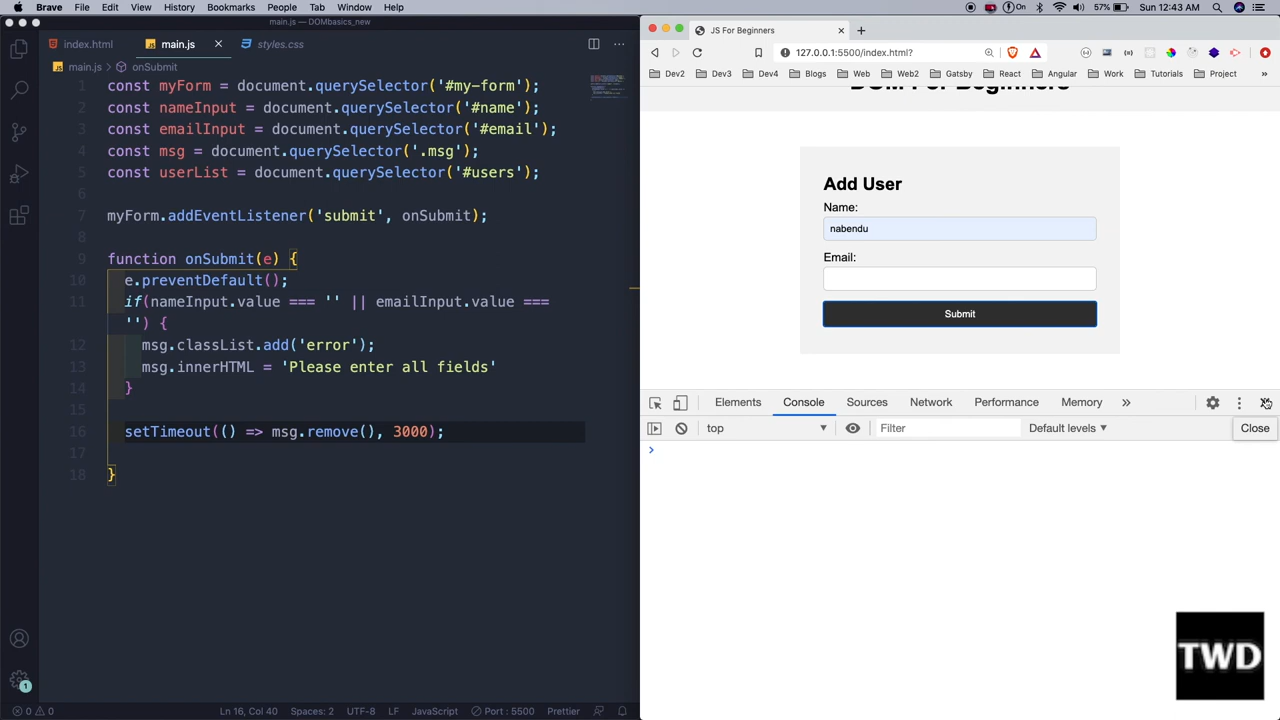 Brave File Edit View History Bookmarks People Tab Window Help
On 57% Sun 12:43 AM
main.js — DOMbasics_new
index.html main.js styles.css
main.js > onSubmit
1 const myForm = document.querySelector('#my-form');
2 const nameInput = document.querySelector('#name');
3 const emailInput = document.querySelector('#email');
4 const msg = document.querySelector('.msg');
5 const userList = document.querySelector('#users');
6
7 myForm.addEventListener('submit', onSubmit);
8
9 function onSubmit(e) {
10 e.preventDefault();
11 if(nameInput.value === '' || emailInput.value ===
'') {
12 msg.classList.add('error');
13 msg.innerHTML = 'Please enter all fields'
14 }
15
16 setTimeout(() => msg.remove(), 3000);
17
18 }
1
0 0 Ln 16, Col 40 Spaces: 2 UTF-8 LF JavaScript Port : 5500 Prettier
JS For Beginners
127.0.0.1:5500/index.html?
Dev2 Dev3 Dev4 Blogs Web Web2 Gatsby React Angular Work Tutorials Project »
DOM For Beginners
Add User
Name:
nabendu
Email:
Submit
Elements Console Sources Network Performance Memory »
top Filter Default levels
Close
TWD